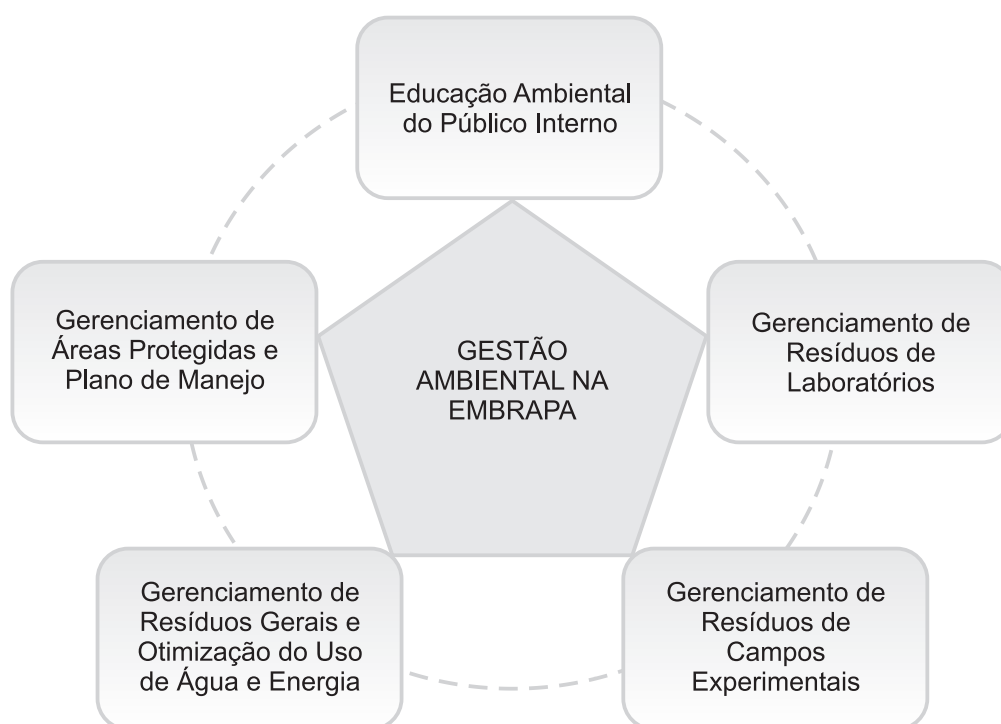 Educação Ambiental
do Público Interno
Gerenciamento de
Áreas Protegidas e
Plano de Manejo
GESTÃO
AMBIENTAL NA
EMBRAPA
Gerenciamento de
Resíduos de
Laboratórios
Gerenciamento de
Resíduos Gerais e
Otimização do Uso
de Água e Energia
Gerenciamento de
Resíduos de
Campos
Experimentais